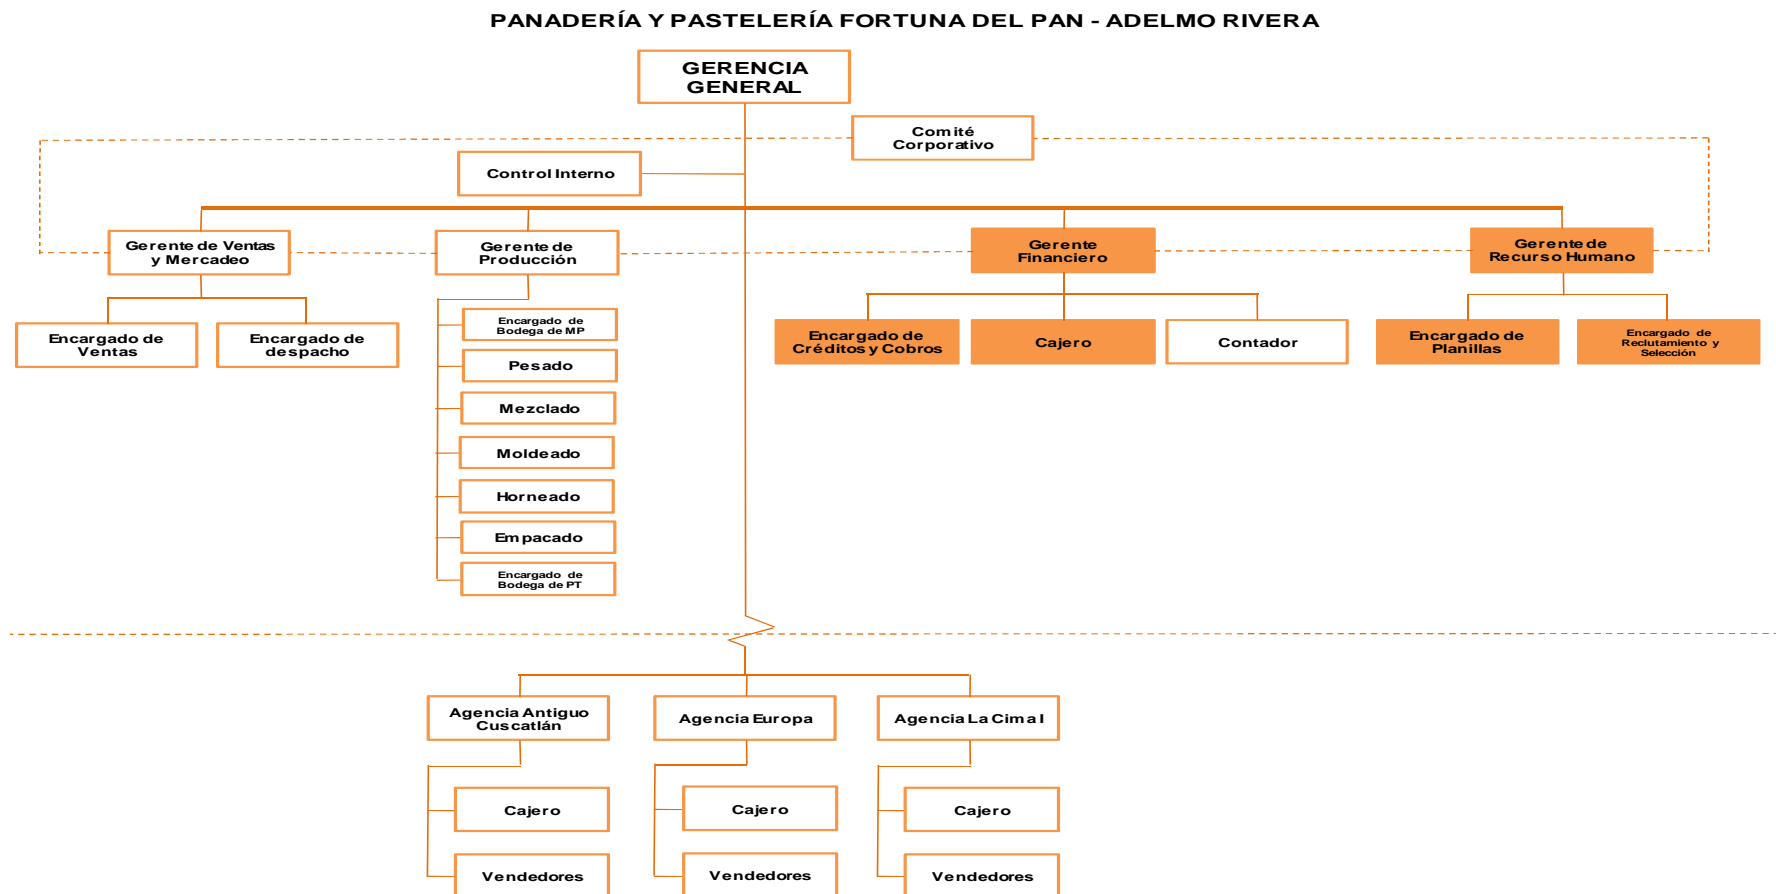 PANADERÍA Y PASTELERÍA FORTUNA DEL PAN - ADELMO RIVERA
GERENCIA
GENERAL
Comité
Corporativo
Control Interno
Gerente de Ventas
y Mercadeo
Gerente de
Producción
Gerente
Financiero
Gerente de
Recurso Humano
Encargado de
Ventas
Encargado de
despacho
Encargado de
Bodega de MP
Pesado
Mezclado
Moldeado
Horneado
Empacado
Encargado de
Bodega de PT
Encargado de
Créditos y Cobros
Cajero
Contador
Encargado de
Planillas
Encargado de
Reclutamiento y
Selección
Agencia Antiguo
Cuscatlán
Agencia Europa
Agencia La Cima I
Cajero
Cajero
Cajero
Vendedores
Vendedores
Vendedores